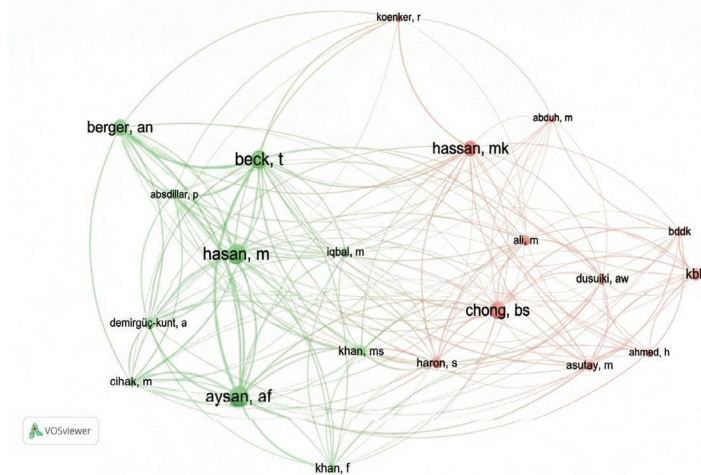 koenker, r
abduh, m
berger, an
hassan, mk
beck, t
absdillar, p
bddk
ali, m
hasan, m
iqbal, m
kbl
dusuiki, aw
chong, bs
demirgüç-kunt, a
khan, ms
ahmed, h
haron, s
asutay, m
cihak, m
aysan, af
VOSviewer
khan, f